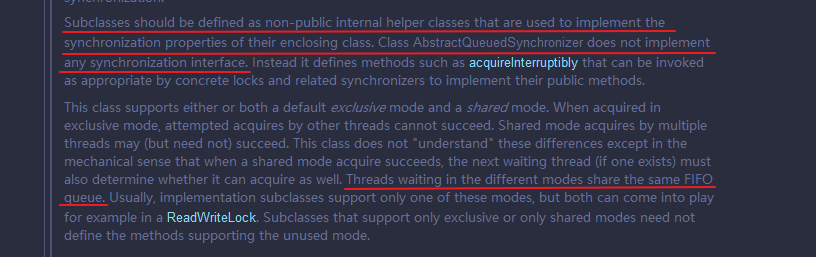 synchronization.
Subclasses should be defined as non-public internal helper classes that are used to implement the
synchronization properties of their enclosing class. Class AbstractQueuedSynchronizer does not implement
any synchronization interface. Instead it defines methods such as acquireInterruptibly that can be invoked
as appropriate by concrete locks and related synchronizers to implement their public methods.
This class supports either or both a default exclusive mode and a shared mode. When acquired in
exclusive mode, attempted acquires by other threads cannot succeed. Shared mode acquires by multiple
threads may (but need not) succeed. This class does not "understand" these differences except in the
mechanical sense that when a shared mode acquire succeeds, the next waiting thread (if one exists) must
also determine whether it can acquire as well. Threads waiting in the different modes share the same FIFO
queue. Usually, implementation subclasses support only one of these modes, but both can come into play
for example in a ReadWriteLock. Subclasses that support only exclusive or only shared modes need not
define the methods supporting the unused mode.